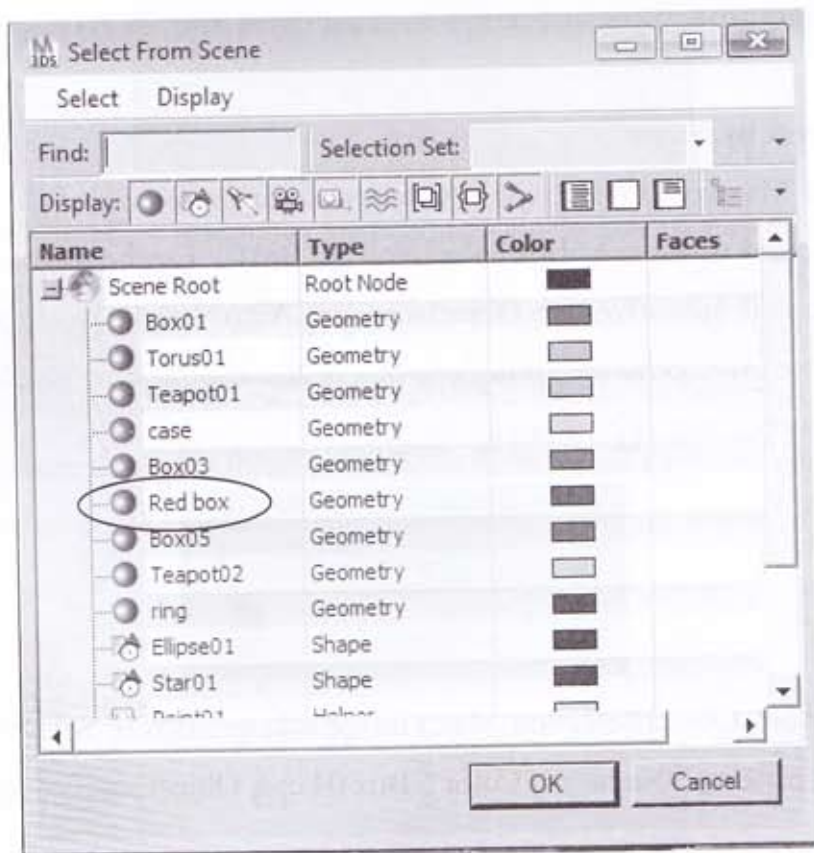 Select From Scene
Select Display
Find: Selection Set:
Display:
Name Type Color Faces
Scene Root Root Node
Box01 Geometry
Torus01 Geometry
Teapot01 Geometry
case Geometry
Box03 Geometry
Red box Geometry
Box05 Geometry
Teapot02 Geometry
ring Geometry
Ellipse01 Shape
Star01 Shape
Point01 Helper
OK Cancel